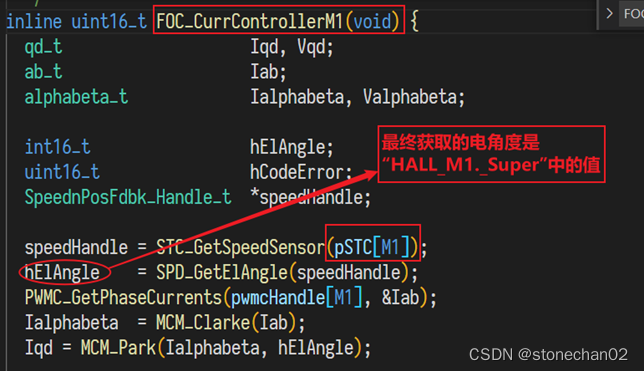 FOC
inline uint16_t FOC_CurrControllerM1(void) {
qd_t Iqd, Vqd;
ab_t Iab;
alphabeta_t Ialphabeta, Valphabeta;
int16_t hElAngle;
uint16_t hCodeError;
SpeednPosFdbk_Handle_t *speedHandle;
最终获取的电角度是
“HALL_M1._Super”中的值
speedHandle = STC_GetSpeedSensor(pSTC[M1]);
hElAngle = SPD_GetElAngle(speedHandle);
PWMC_GetPhaseCurrents(pwmcHandle[M1], &Iab);
Ialphabeta = MCM_Clarke(Iab);
Iqd = MCM_Park(Ialphabeta, hElAngle);
CSDN @stonechan02